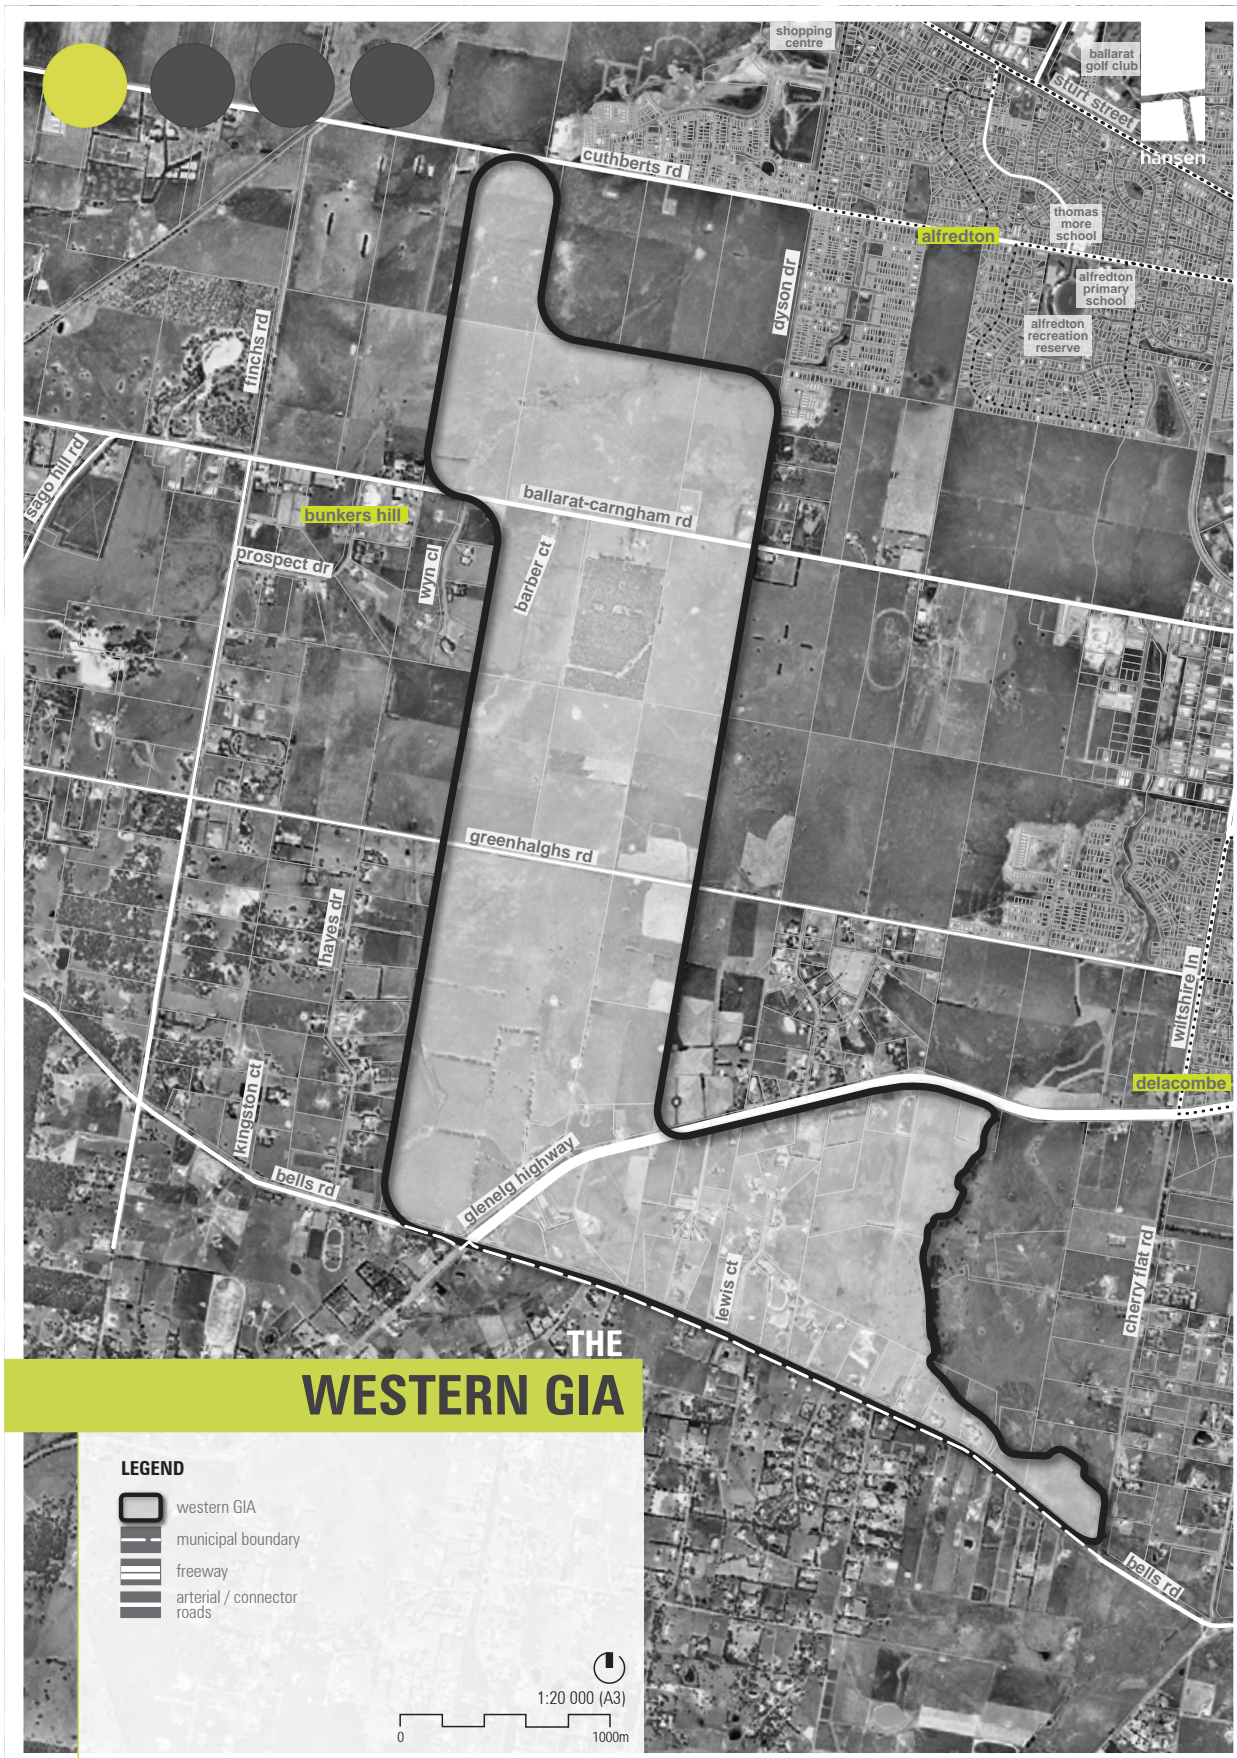 shopping
centre
ballarat
golf club
sturt street
hansen
cuthberts rd
thomas
more
school
alfredton
alfredton
primary
school
dyson dr
alfredton
recreation
reserve
finchs rd
sago hill rd
ballarat-carngham rd
bunkers hill
prospect dr
wyn cl
barber ct
greenhalghs rd
hayes dr
wiltshire ln
delacombe
kingston ct
bells rd
glenelg highway
lewis ct
cherry flat rd
THE
WESTERN GIA
LEGEND
western GIA
municipal boundary
freeway
arterial / connector
roads
bells rd
1:20 000 (A3)
0 1000m